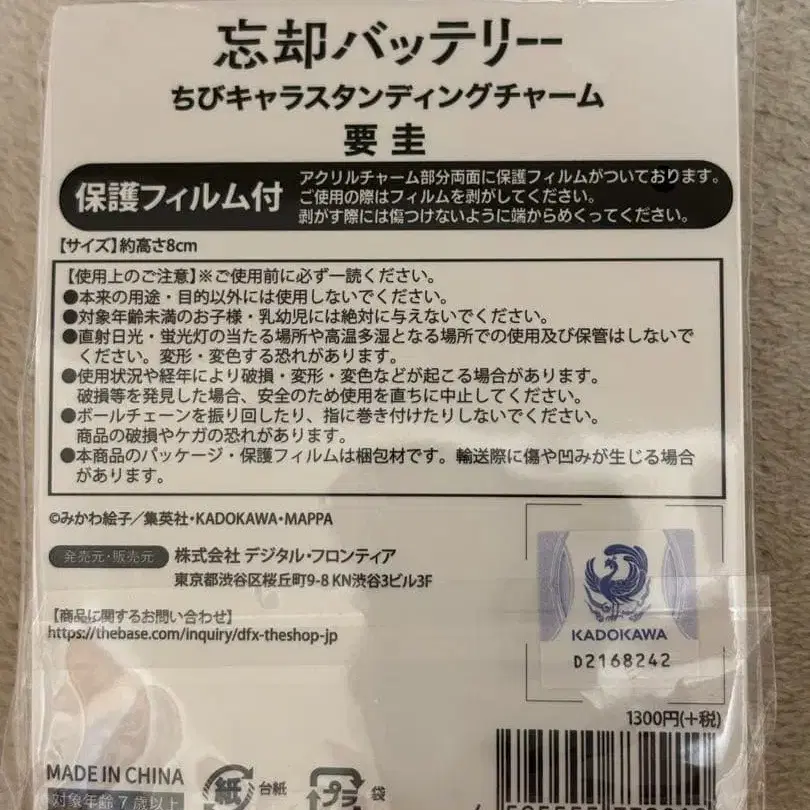 忘却バッテリー
ちびキャラスタンディングチャーム
要 圭
保護フィルム付
アクリルチャーム部分両面に保護フィルムがついております。
ご使用の際はフィルムを剥がしてください。
剥がす際には傷つけないように端からめくってください。
【サイズ】約高さ8cm
【使用上のご注意】※ご使用前に必ず一読ください。
●本来の用途・目的以外には使用しないでください。
●対象年齢未満のお子様・乳幼児には絶対に与えないでください。
●直射日光・蛍光灯の当たる場所や高温多湿となる場所での使用及び保管はしないで
ください。変形・変色する恐れがあります。
●使用状況や経年により破損・変形・変色などが起こる場合があります。
破損等を発見した場合、安全のため使用を直ちに中止してください。
●ボールチェーンを振り回したり、指に巻き付けたりしないでください。
商品の破損やケガの恐れがあります。
●本商品のパッケージ・保護フィルムは梱包材です。輸送際に傷や凹みが生じる場合
があります。
©みかわ絵子／集英社・KADOKAWA・MAPPA
発売元・販売元
株式会社 デジタル・フロンティア
東京都渋谷区桜丘町9-8 KN渋谷3ビル3F
【商品に関するお問い合わせ】
https://thebase.com/inquiry/dfx-theshop-jp
KADOKAWA
D2168242
1300円(+税)
MADE IN CHINA
対象年齢7歳以上
紙
台紙
プラ
袋